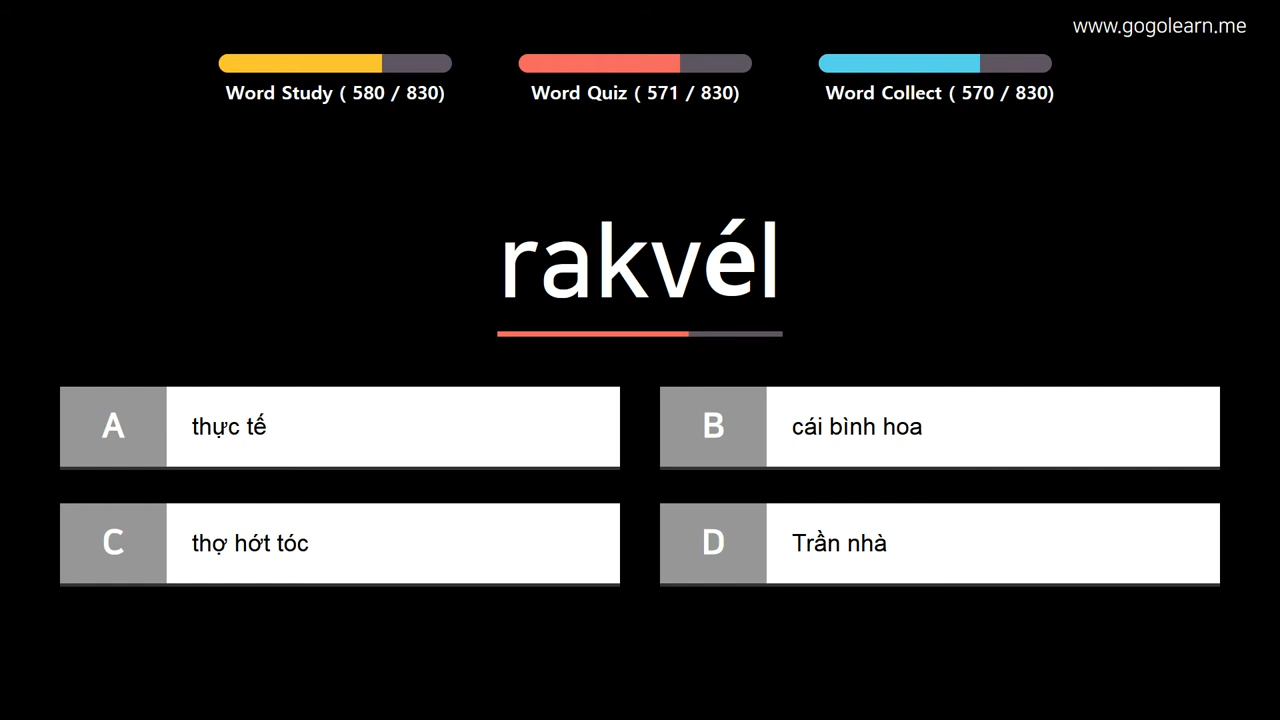 www.gogolearn.me
Word Study ( 580 / 830)
Word Quiz ( 571 / 830)
Word Collect ( 570 / 830)
rakvél
A thực tế
B cái bình hoa
C thợ hớt tóc
D Trần nhà